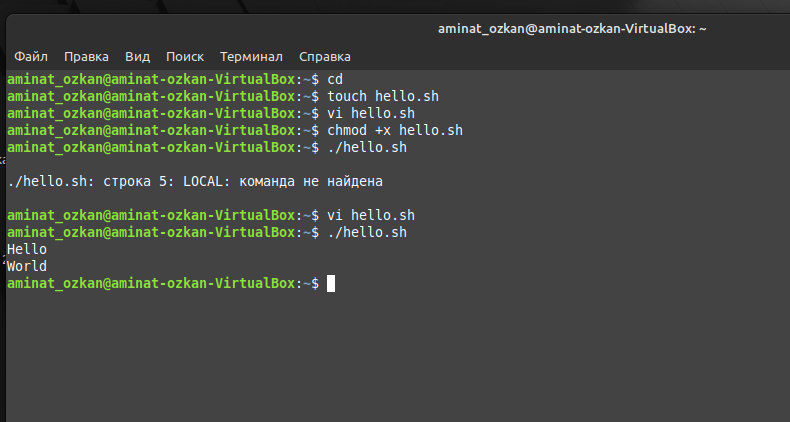 aminat_ozkan@aminat-ozkan-VirtualBox: ~
Файл Правка Вид Поиск Терминал Справка
aminat_ozkan@aminat-ozkan-VirtualBox:~$ cd
aminat_ozkan@aminat-ozkan-VirtualBox:~$ touch hello.sh
aminat_ozkan@aminat-ozkan-VirtualBox:~$ vi hello.sh
aminat_ozkan@aminat-ozkan-VirtualBox:~$ chmod +x hello.sh
aminat_ozkan@aminat-ozkan-VirtualBox:~$ ./hello.sh
./hello.sh: строка 5: LOCAL: команда не найдена
aminat_ozkan@aminat-ozkan-VirtualBox:~$ vi hello.sh
aminat_ozkan@aminat-ozkan-VirtualBox:~$ ./hello.sh
Hello
World
aminat_ozkan@aminat-ozkan-VirtualBox:~$